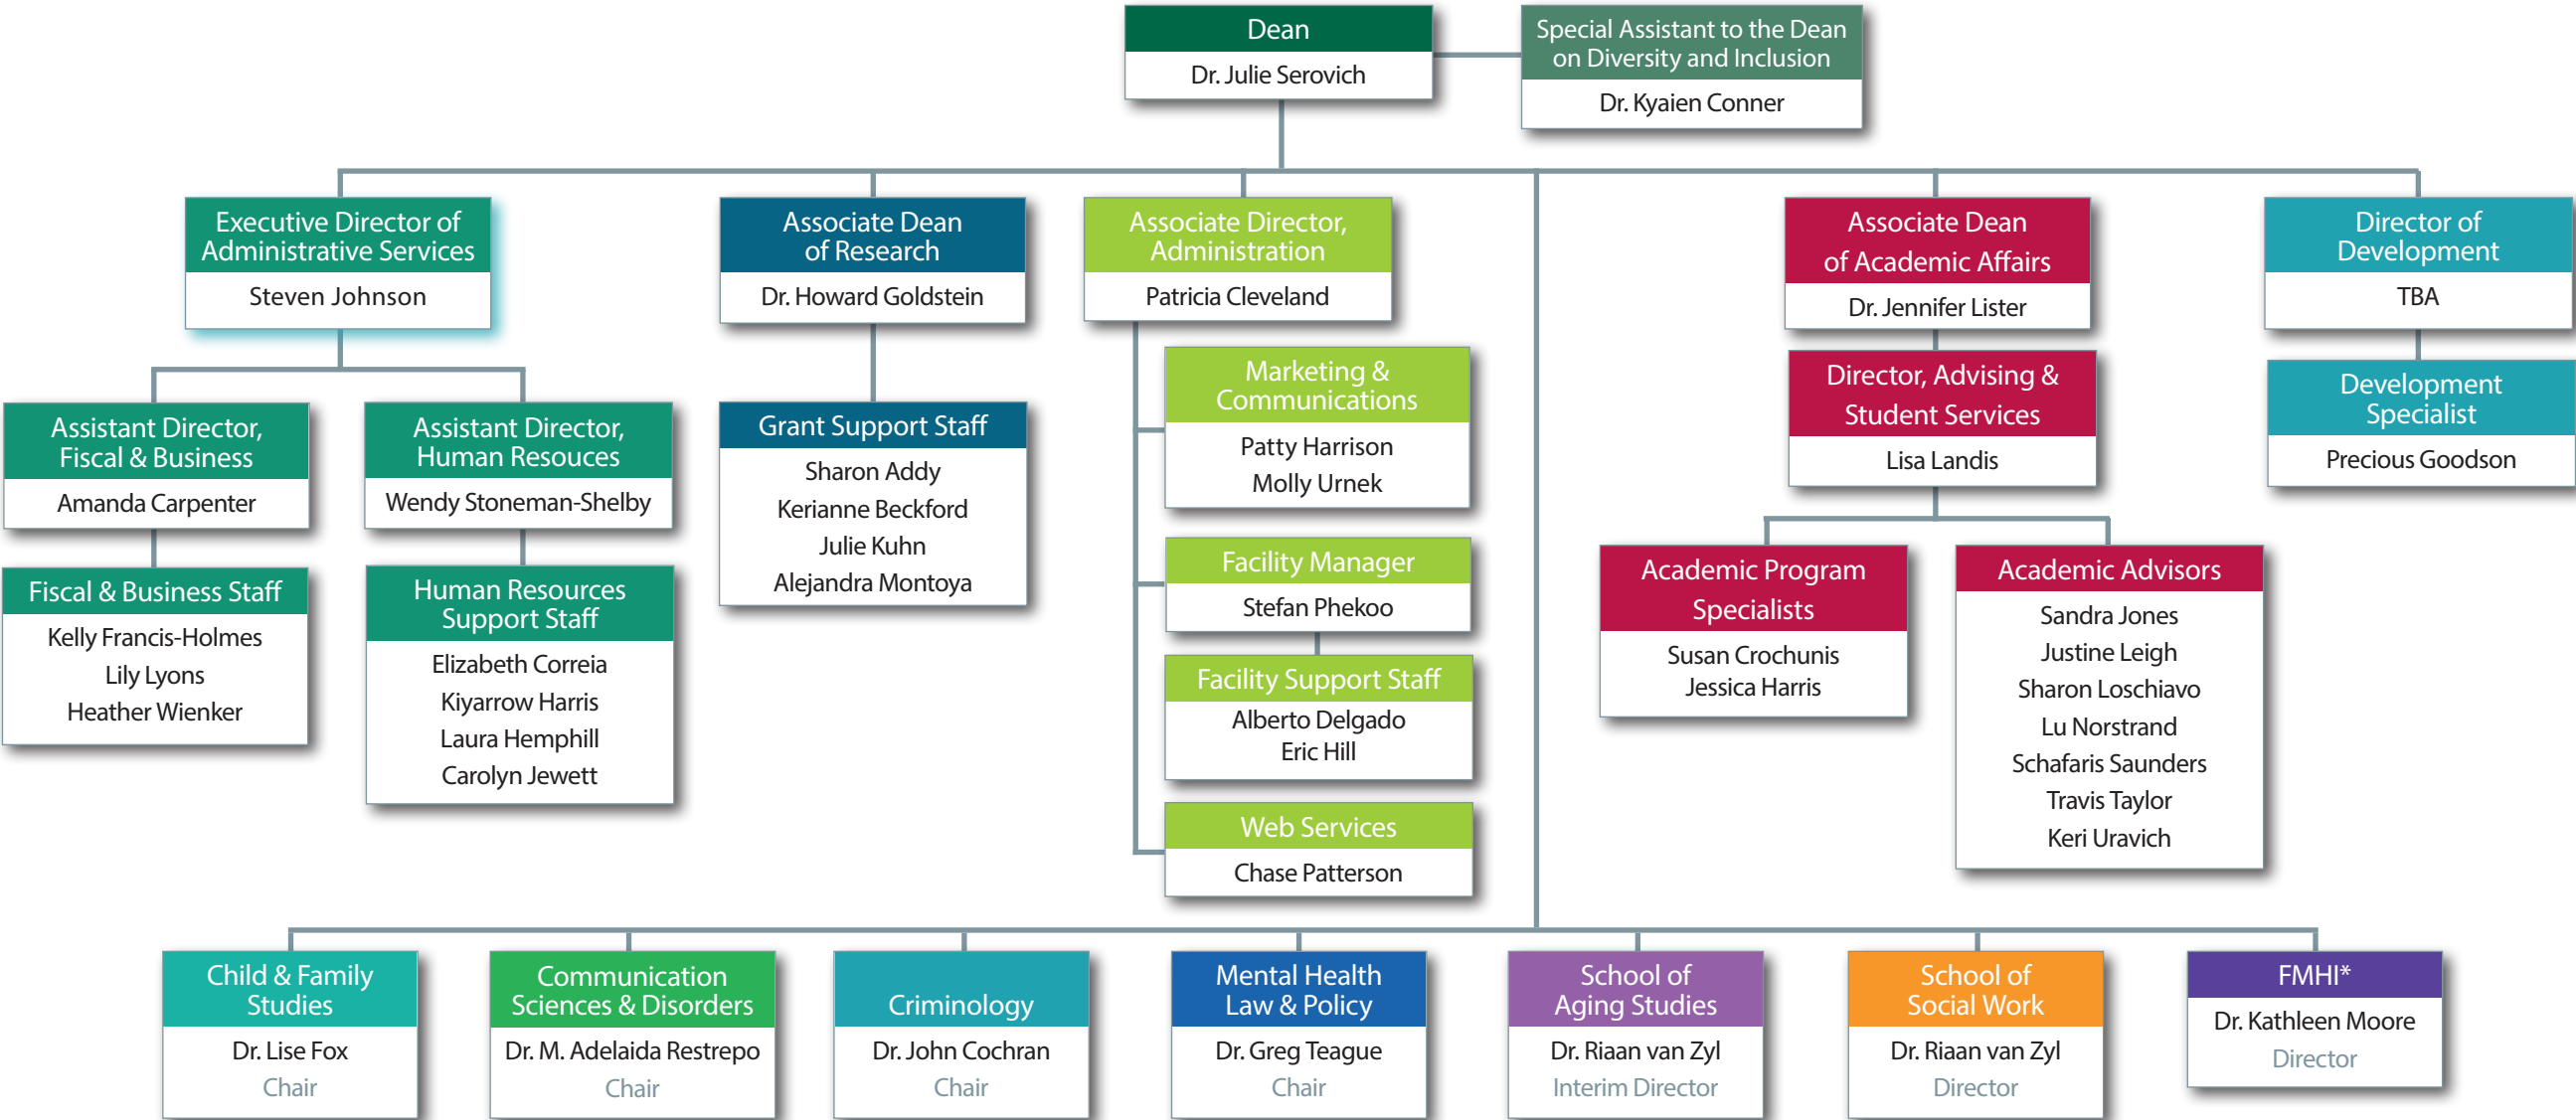 Dean
Dr. Julie Serovich
Special Assistant to the Dean
on Diversity and Inclusion
Dr. Kyaien Conner
Executive Director of
Administrative Services
Steven Johnson
Assistant Director,
Fiscal & Business
Amanda Carpenter
Fiscal & Business Staff
Kelly Francis-Holmes
Lily Lyons
Heather Wienker
Assistant Director,
Human Resouces
Wendy Stoneman-Shelby
Human Resources
Support Staff
Elizabeth Correia
Kiyarrow Harris
Laura Hemphill
Carolyn Jewett
Associate Dean
of Research
Dr. Howard Goldstein
Grant Support Staff
Sharon Addy
Kerianne Beckford
Julie Kuhn
Alejandra Montoya
Associate Director,
Administration
Patricia Cleveland
Marketing &
Communications
Patty Harrison
Molly Urnek
Facility Manager
Stefan Phekoo
Facility Support Staff
Alberto Delgado
Eric Hill
Web Services
Chase Patterson
Associate Dean
of Academic Affairs
Dr. Jennifer Lister
Director, Advising &
Student Services
Lisa Landis
Academic Program
Specialists
Susan Crochunis
Jessica Harris
Academic Advisors
Sandra Jones
Justine Leigh
Sharon Loschiavo
Lu Norstrand
Schafaris Saunders
Travis Taylor
Keri Uravich
Director of
Development
TBA
Development
Specialist
Precious Goodson
Child & Family
Studies
Dr. Lise Fox
Chair
Communication
Sciences & Disorders
Dr. M. Adelaida Restrepo
Chair
Criminology
Dr. John Cochran
Chair
Mental Health
Law & Policy
Dr. Greg Teague
Chair
School of
Aging Studies
Dr. Riaan van Zyl
Interim Director
School of
Social Work
Dr. Riaan van Zyl
Director
FMHI*
Dr. Kathleen Moore
Director